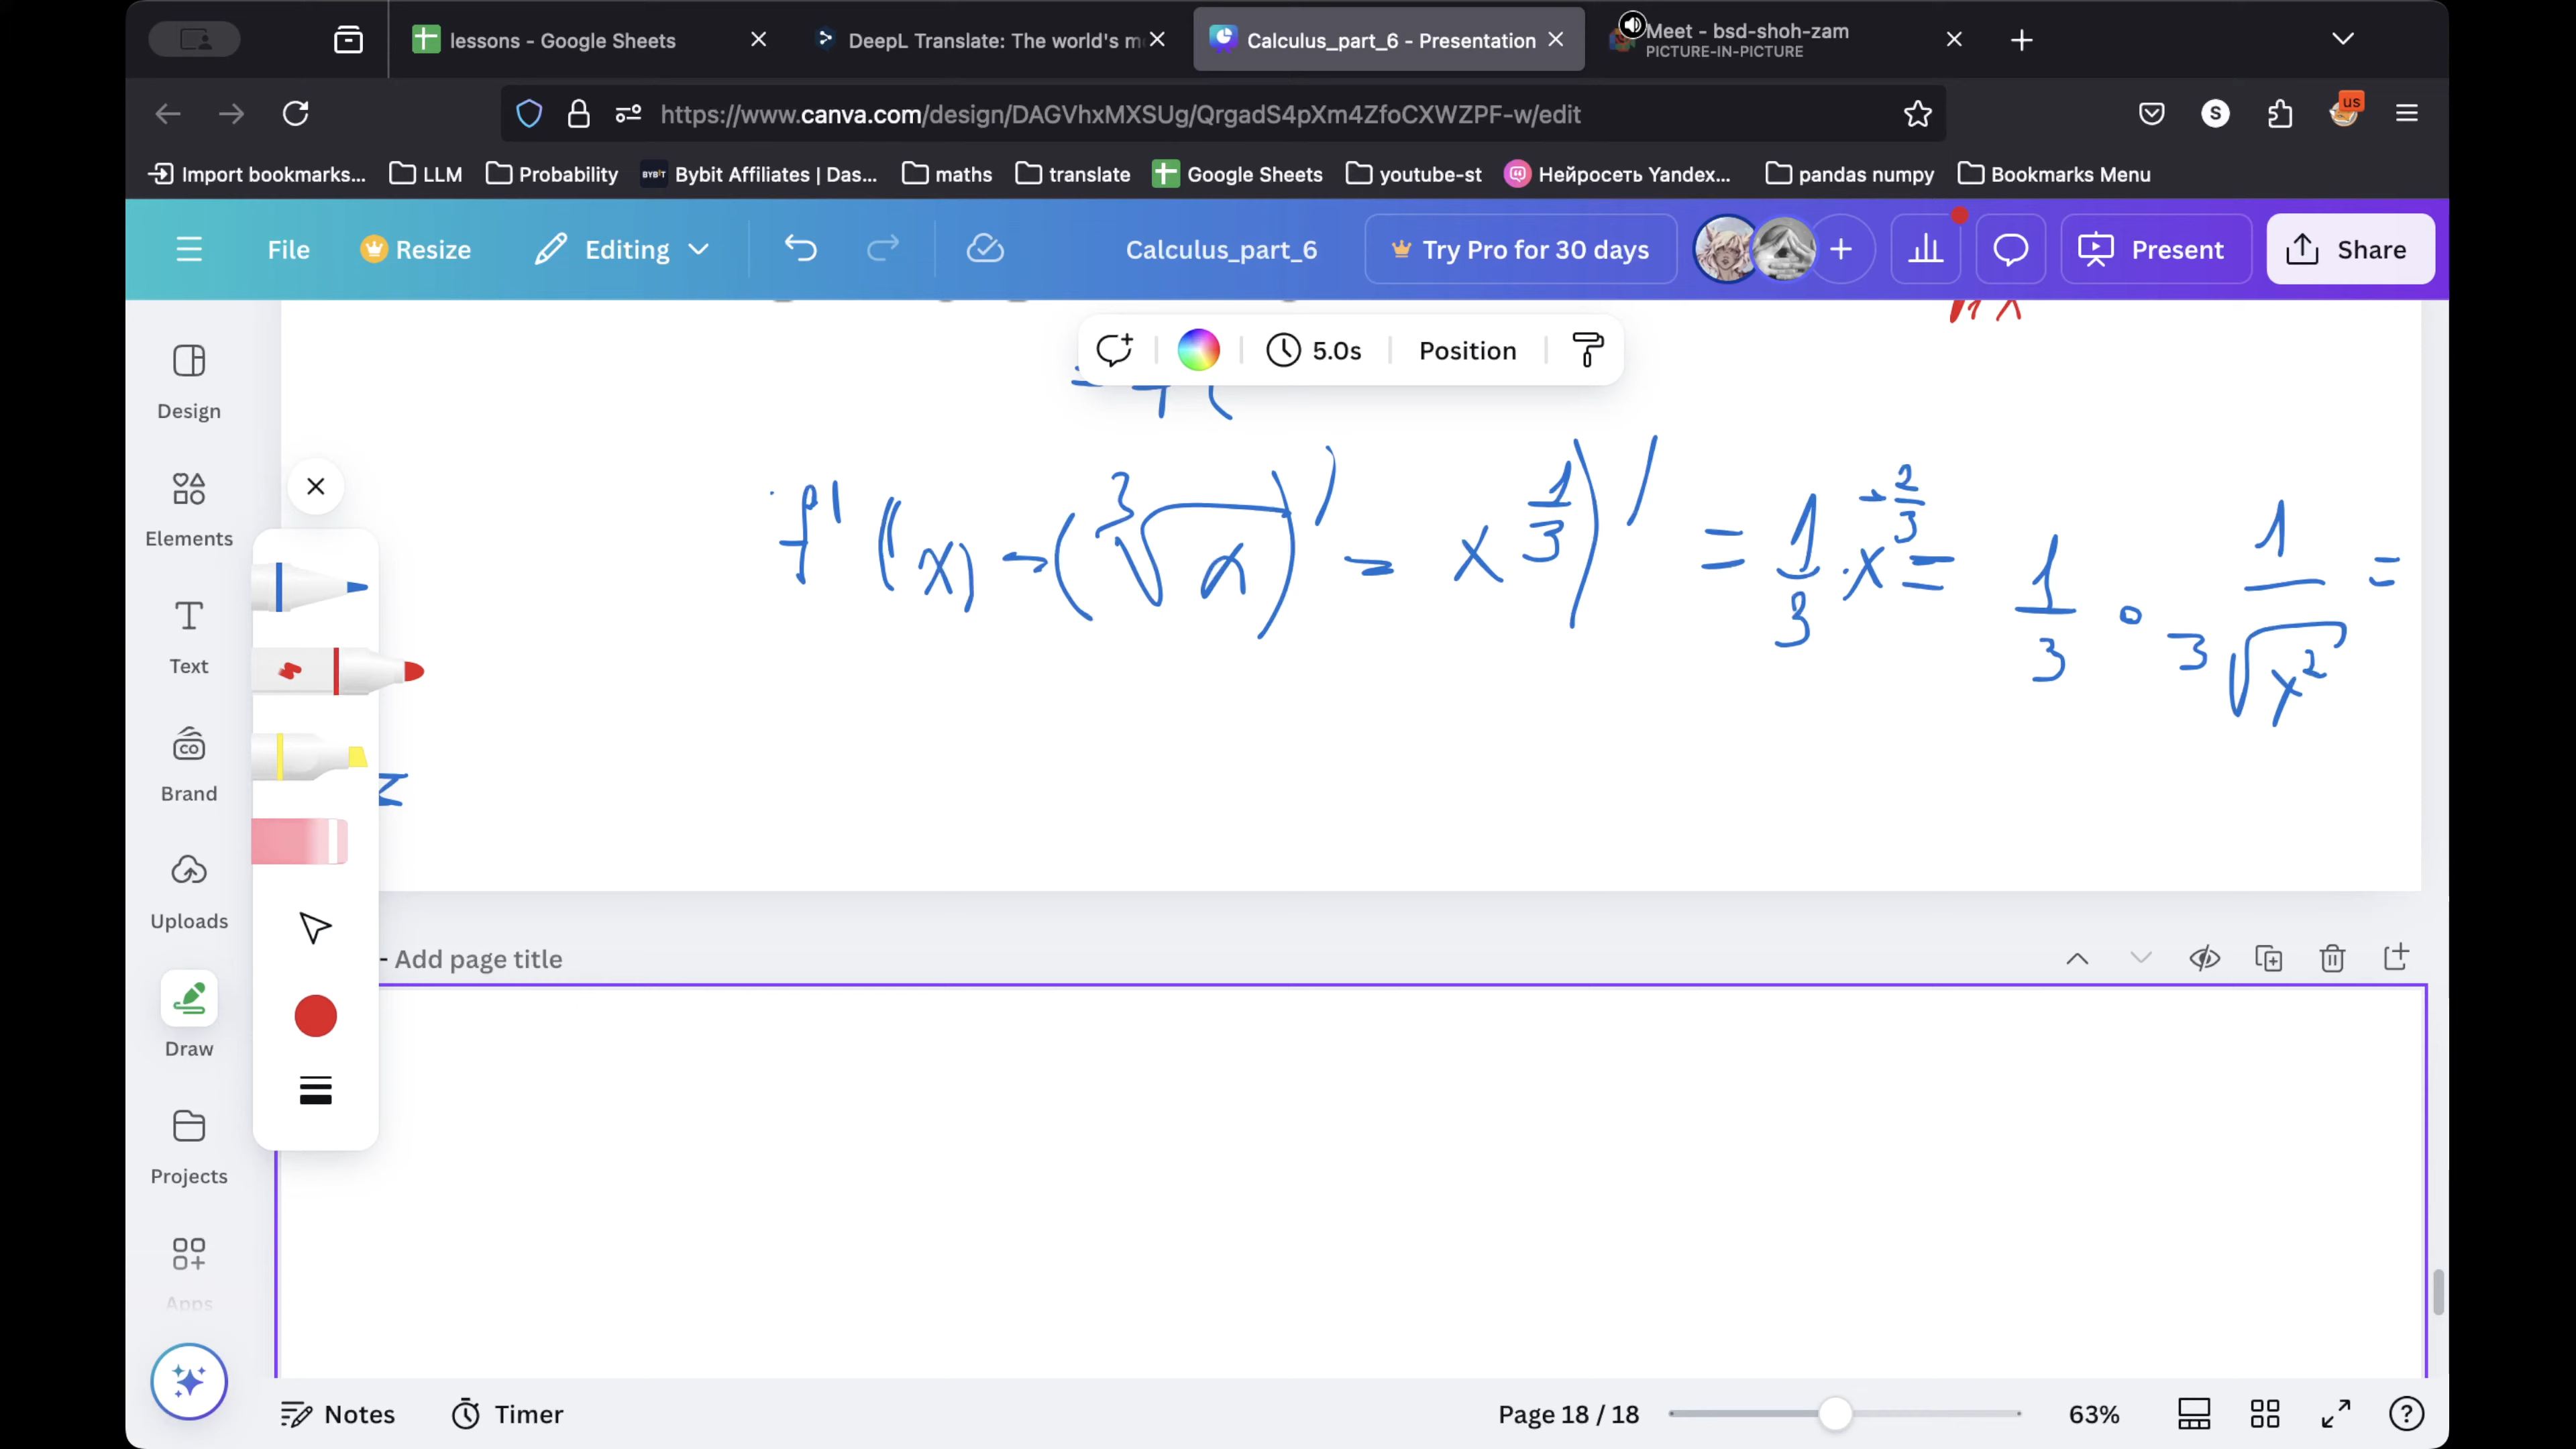 lessons - Google Sheets
DeepL Translate: The world's m
Calculus_part_6 - Presentation
Meet - bsd-shoh-zam
PICTURE-IN-PICTURE
https://www.canva.com/design/DAGVhxMXSUg/QrgadS4pXm4ZfoCXWZPF-w/edit
S
us
Import bookmarks...
LLM
Probability
BYBIT
Bybit Affiliates | Das...
maths
translate
Google Sheets
youtube-st
Нейросеть Yandex...
pandas numpy
Bookmarks Menu
File
Resize
Editing
Calculus_part_6
Try Pro for 30 days
Present
Share
5.0s
Position
Design
Elements
Text
Brand
Uploads
Draw
Projects
Apps
f'(x) - (∛x)' = x^(1/3))' = 1/3 · x^(-2/3) = 1/3 · 1/∛x² =
z
- Add page title
Notes
Timer
Page 18 / 18
63%